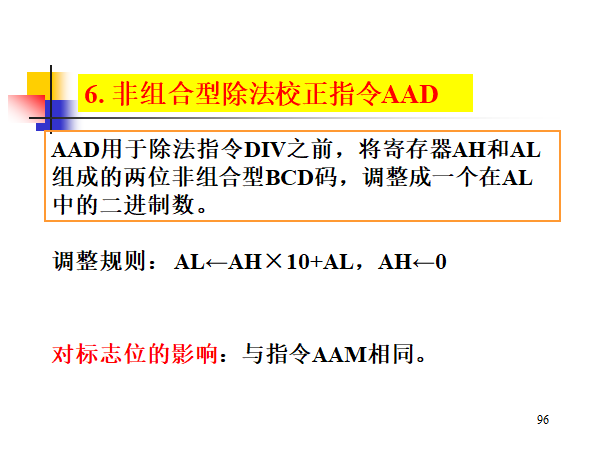 6. 非组合型除法校正指令AAD
AAD用于除法指令DIV之前，将寄存器AH和AL
组成的两位非组合型BCD码，调整成一个在AL
中的二进制数。
调整规则： AL←AH×10+AL，AH←0
对标志位的影响：与指令AAM相同。
96